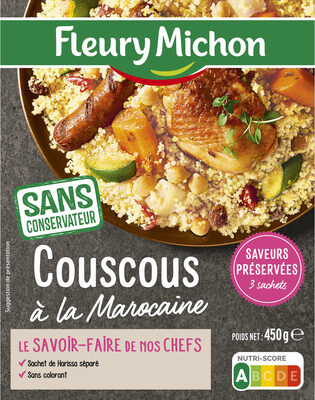 Fleury Michon
SANS
CONSERVATEUR
Suggestion de présentation
Couscous
à la Marocaine
SAVEURS
PRÉSERVÉES
3 sachets
LE SAVOIR-FAIRE DE NOS CHEFS
✓ Sachet de Harissa séparé
✓ Sans colorant
POIDS NET : 450g ℮
NUTRI-SCORE
A B C D E